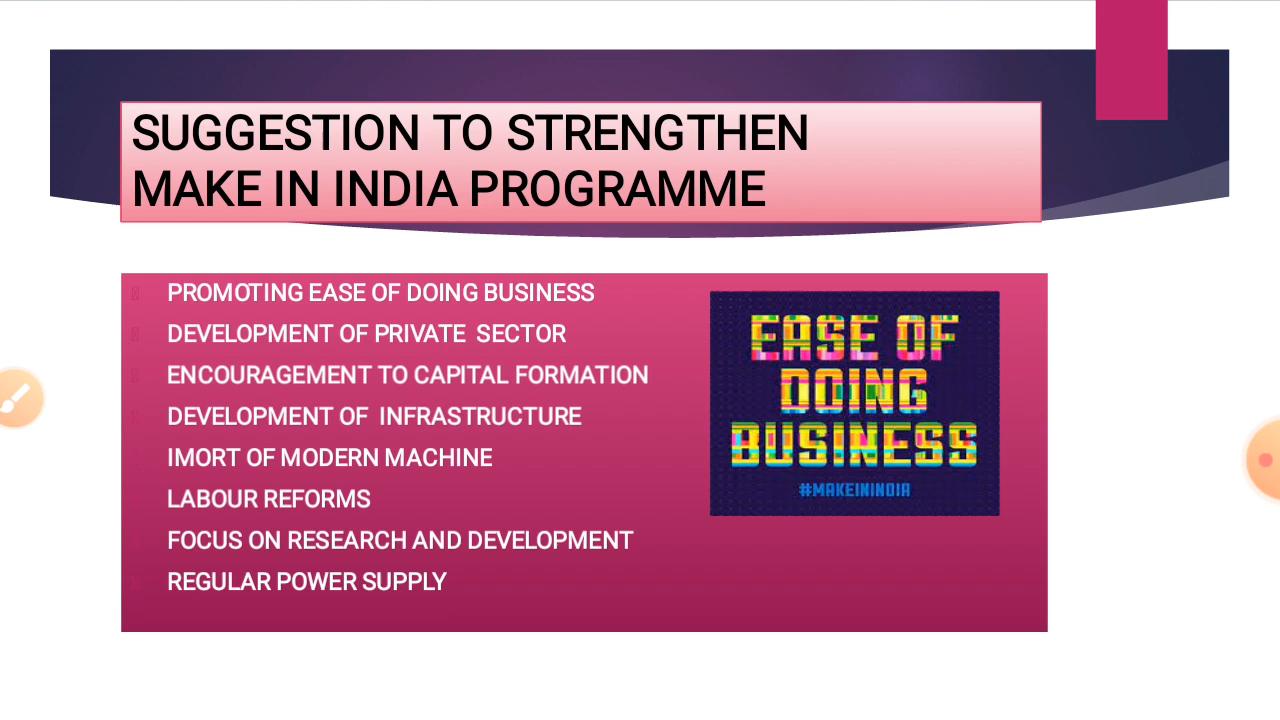 SUGGESTION TO STRENGTHEN
MAKE IN INDIA PROGRAMME
PROMOTING EASE OF DOING BUSINESS
DEVELOPMENT OF PRIVATE SECTOR
ENCOURAGEMENT TO CAPITAL FORMATION
DEVELOPMENT OF INFRASTRUCTURE
IMORT OF MODERN MACHINE
LABOUR REFORMS
FOCUS ON RESEARCH AND DEVELOPMENT
REGULAR POWER SUPPLY
EASE OF
DOING
BUSINESS
#MAKEININDIA